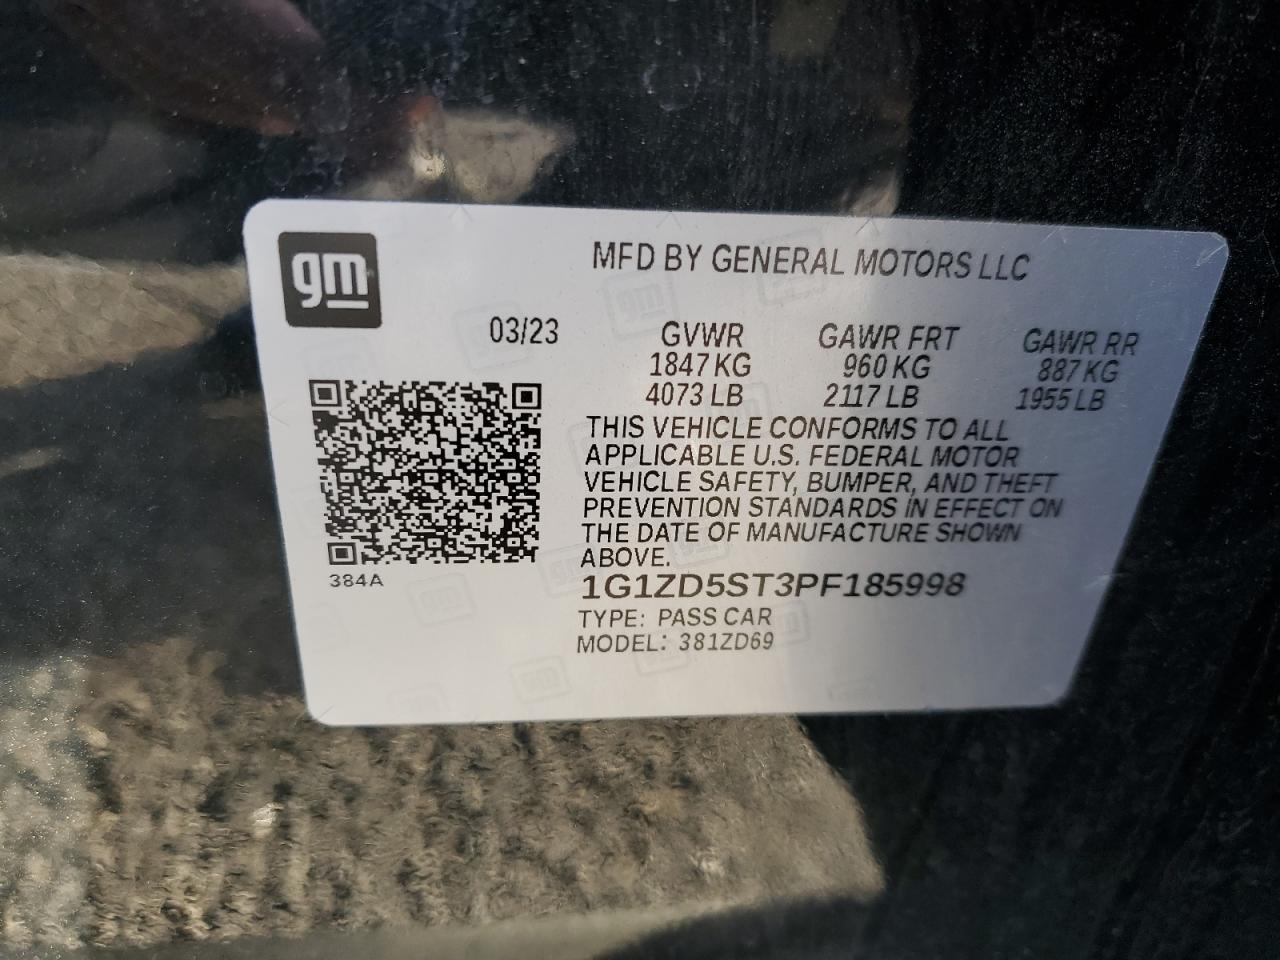 gm
MFD BY GENERAL MOTORS LLC
03/23 GVWR GAWR FRT GAWR RR
1847 KG 960 KG 887 KG
4073 LB 2117 LB 1955 LB
THIS VEHICLE CONFORMS TO ALL
APPLICABLE U.S. FEDERAL MOTOR
VEHICLE SAFETY, BUMPER, AND THEFT
PREVENTION STANDARDS IN EFFECT ON
THE DATE OF MANUFACTURE SHOWN
ABOVE.
384A
1G1ZD5ST3PF185998
TYPE: PASS CAR
MODEL: 381ZD69